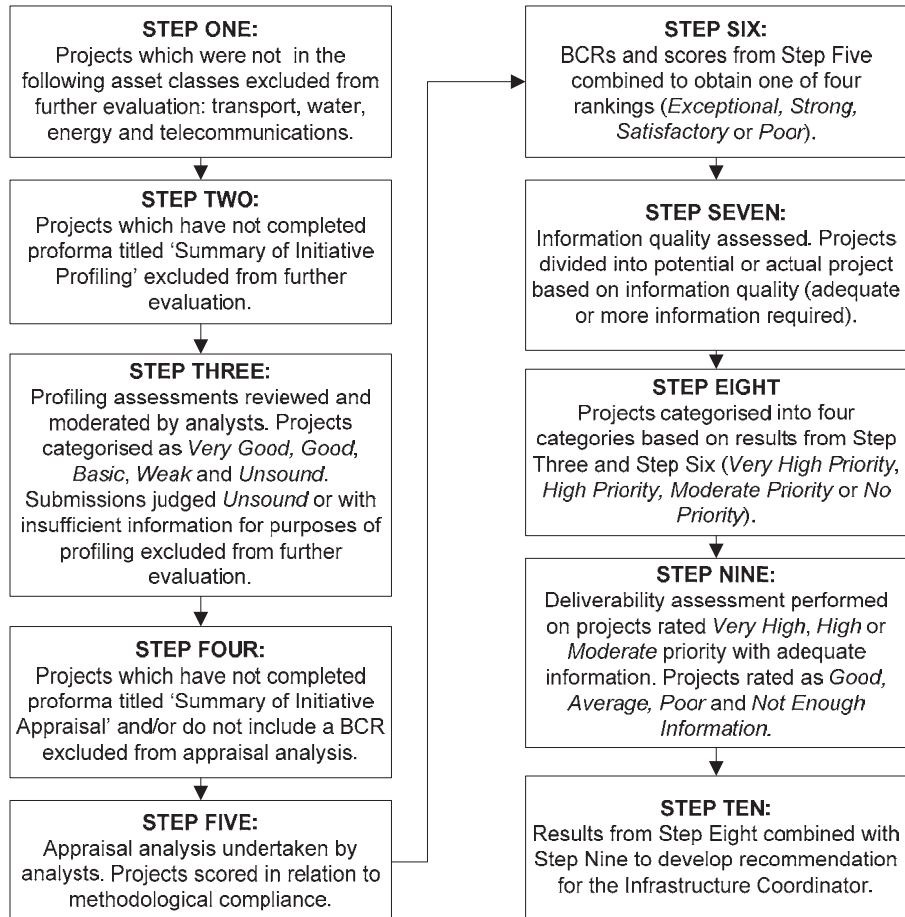 STEP ONE:
Projects which were not in the
following asset classes excluded from
further evaluation: transport, water,
energy and telecommunications.
STEP TWO:
Projects which have not completed
proforma titled ‘Summary of Initiative
Profiling’ excluded from further
evaluation.
STEP THREE:
Profiling assessments reviewed and
moderated by analysts. Projects
categorised as Very Good, Good,
Basic, Weak and Unsound.
Submissions judged Unsound or with
insufficient information for purposes of
profiling excluded from further
evaluation.
STEP FOUR:
Projects which have not completed
proforma titled ‘Summary of Initiative
Appraisal’ and/or do not include a BCR
excluded from appraisal analysis.
STEP FIVE:
Appraisal analysis undertaken by
analysts. Projects scored in relation to
methodological compliance.
STEP SIX:
BCRs and scores from Step Five
combined to obtain one of four
rankings (Exceptional, Strong,
Satisfactory or Poor).
STEP SEVEN:
Information quality assessed. Projects
divided into potential or actual project
based on information quality (adequate
or more information required).
STEP EIGHT
Projects categorised into four
categories based on results from Step
Three and Step Six (Very High Priority,
High Priority, Moderate Priority or No
Priority).
STEP NINE:
Deliverability assessment performed
on projects rated Very High, High or
Moderate priority with adequate
information. Projects rated as Good,
Average, Poor and Not Enough
Information.
STEP TEN:
Results from Step Eight combined with
Step Nine to develop recommendation
for the Infrastructure Coordinator.